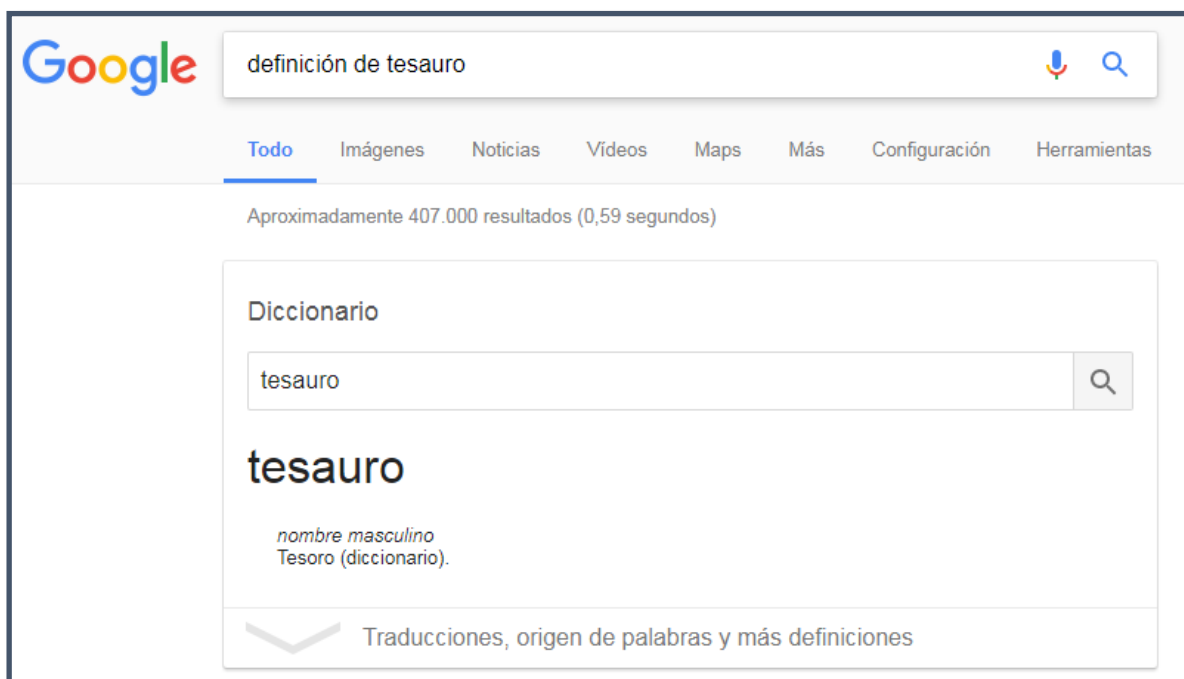 Google
definición de tesauro
Todo Imágenes Noticias Vídeos Maps Más Configuración Herramientas
Aproximadamente 407.000 resultados (0,59 segundos)
Diccionario
tesauro
tesauro
nombre masculino
Tesoro (diccionario).
Traducciones, origen de palabras y más definiciones